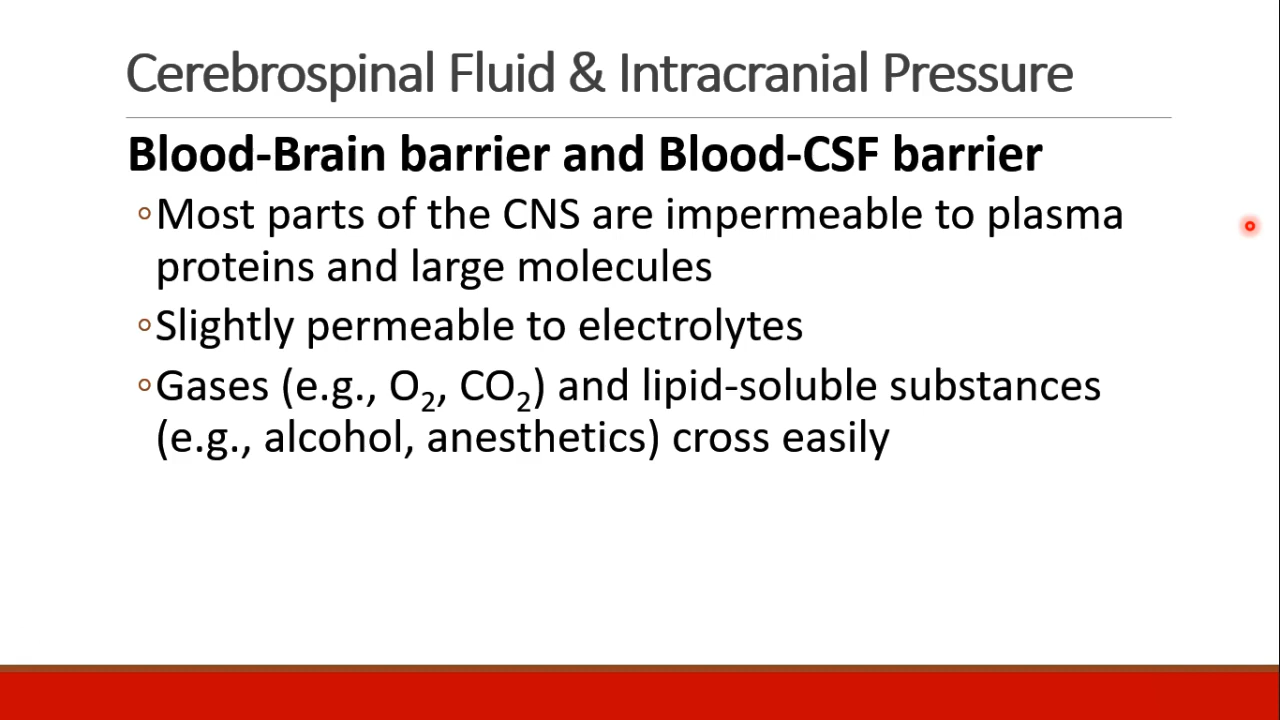 Cerebrospinal Fluid & Intracranial Pressure
Blood-Brain barrier and Blood-CSF barrier
◦Most parts of the CNS are impermeable to plasma
proteins and large molecules
◦Slightly permeable to electrolytes
◦Gases (e.g., O₂, CO₂) and lipid-soluble substances
(e.g., alcohol, anesthetics) cross easily